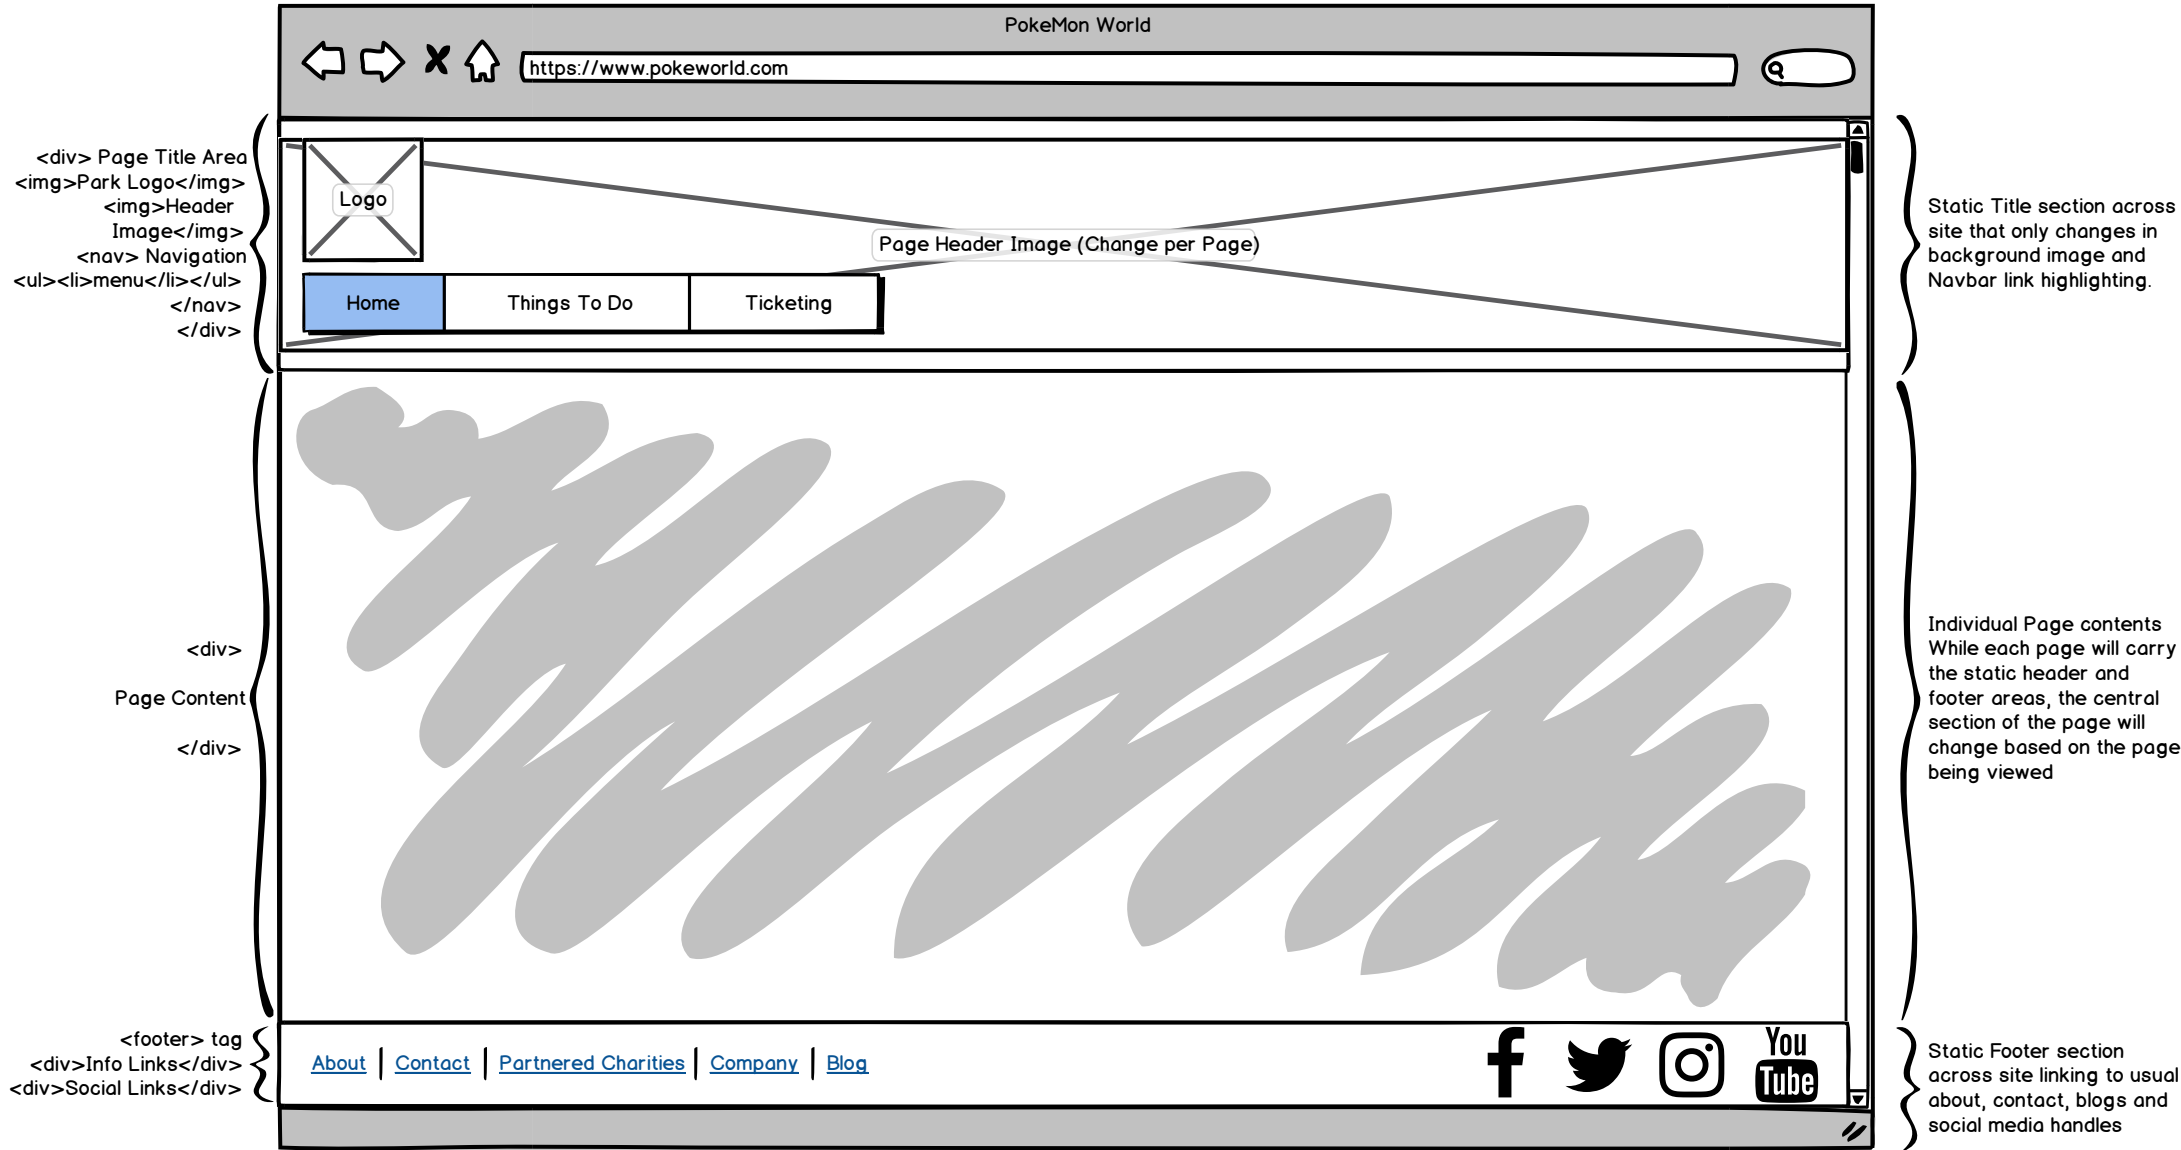 PokeMon World
https://www.pokeworld.com
<div> Page Title Area
<img>Park Logo</img>
<img>Header
Image</img>
<nav> Navigation
<ul><li>menu</li></ul>
</nav>
</div>
Logo
Page Header Image (Change per Page)
Home
Things To Do
Ticketing
Static Title section across
site that only changes in
background image and
Navbar link highlighting.
<div>
Page Content
</div>
Individual Page contents
While each page will carry
the static header and
footer areas, the central
section of the page will
change based on the page
being viewed
<footer> tag
<div>Info Links</div>
<div>Social Links</div>
About | Contact | Partnered Charities | Company | Blog
You
Tube
Static Footer section
across site linking to usual
about, contact, blogs and
social media handles